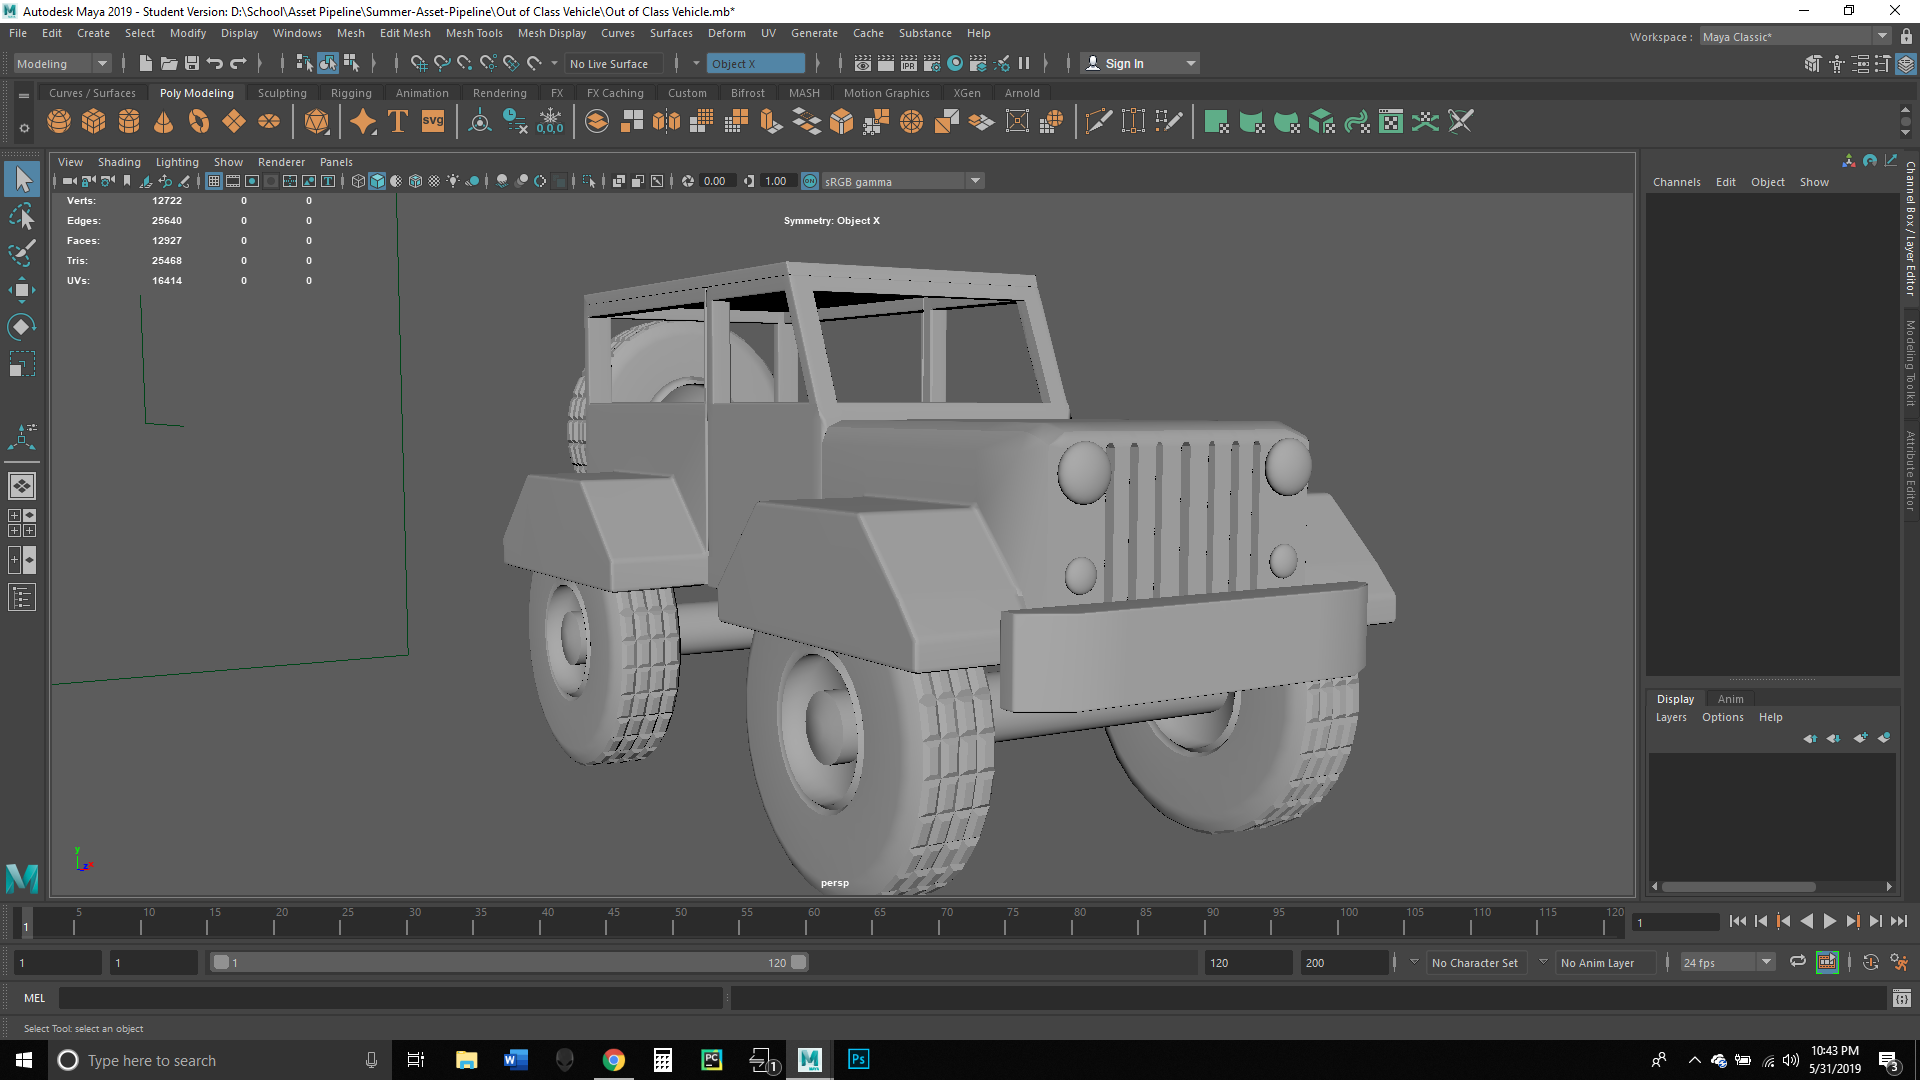 Autodesk Maya 2019 - Student Version: D:\School\Asset Pipeline\Summer-Asset-Pipeline\Out of Class Vehicle\Out of Class Vehicle.mb*
File Edit Create Select Modify Display Windows Mesh Edit Mesh Mesh Tools Mesh Display Curves Surfaces Deform UV Generate Cache Substance Help
Workspace : Maya Classic*
Modeling No Live Surface Object X Sign In
Curves / Surfaces Poly Modeling Sculpting Rigging Animation Rendering FX FX Caching Custom Bifrost MASH Motion Graphics XGen Arnold
T svg 0,0,0
View Shading Lighting Show Renderer Panels
0.00 1.00 ON sRGB gamma
Channels Edit Object Show
Verts: 12722 0 0
Edges: 25640 0 0
Faces: 12927 0 0
Tris: 25468 0 0
UVs: 16414 0 0
Symmetry: Object X
Channel Box / Layer Editor
Modeling Toolkit
Attribute Editor
Display Anim
Layers Options Help
y
z x
persp
1 5 10 15 20 25 30 35 40 45 50 55 60 65 70 75 80 85 90 95 100 105 110 115 120 1
1 1 1 120 120 200 No Character Set No Anim Layer 24 fps
MEL
Select Tool: select an object
Type here to search
10:43 PM
5/31/2019